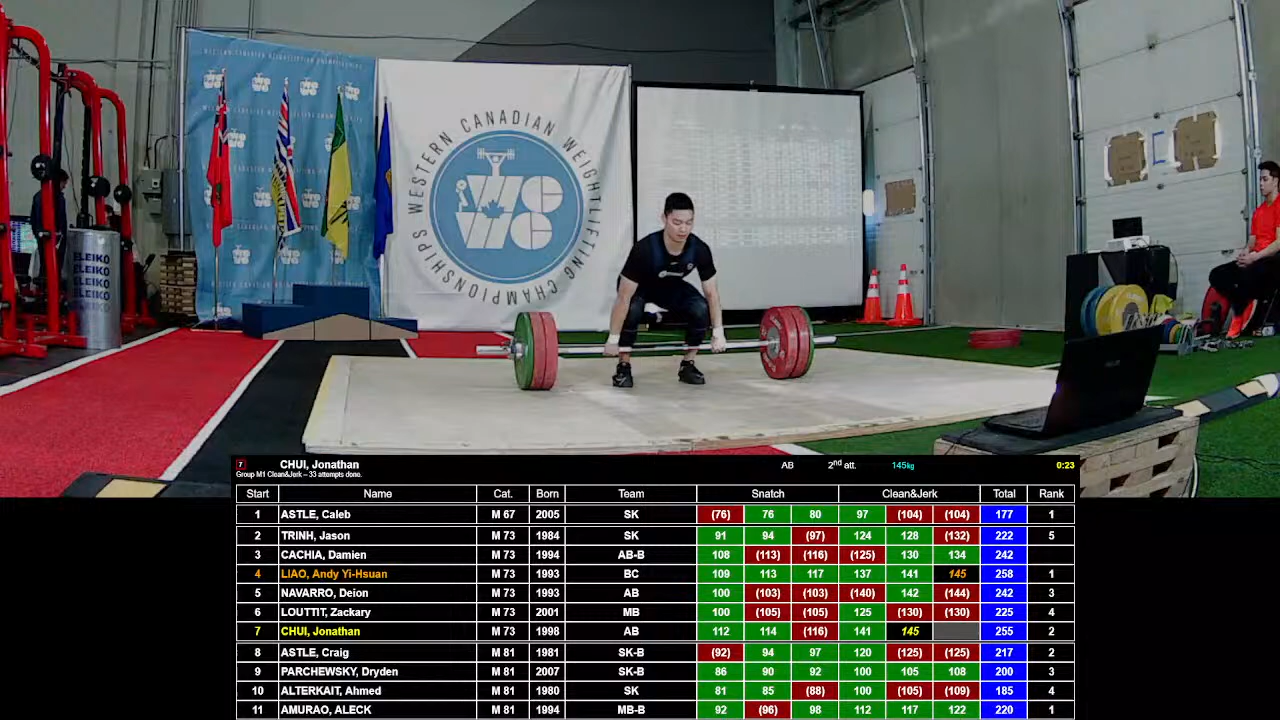 WESTERN CANADIAN WEIGHTLIFTING CHAMPIONSHIPS
WC
WC
ELEIKO
ELEIKO
ELEIKO
ELEIKO
7 CHUI, Jonathan AB 2nd att. 145kg 0:23
Group M1 Clean&Jerk – 33 attempts done.
Start Name Cat. Born Team Snatch Clean&Jerk Total Rank
1 ASTLE, Caleb M 67 2005 SK (76) 76 80 97 (104) (104) 177 1
2 TRINH, Jason M 73 1984 SK 91 94 (97) 124 128 (132) 222 5
3 CACHIA, Damien M 73 1994 AB-B 108 (113) (116) (125) 130 134 242
4 LIAO, Andy Yi-Hsuan M 73 1993 BC 109 113 117 137 141 145 258 1
5 NAVARRO, Deion M 73 1993 AB 100 (103) (103) (140) 142 (144) 242 3
6 LOUTTIT, Zackary M 73 2001 MB 100 (105) (105) 125 (130) (130) 225 4
7 CHUI, Jonathan M 73 1998 AB 112 114 (116) 141 145 255 2
8 ASTLE, Craig M 81 1981 SK-B (92) 94 97 120 (125) (125) 217 2
9 PARCHEWSKY, Dryden M 81 2007 SK-B 86 90 92 100 105 108 200 3
10 ALTERKAIT, Ahmed M 81 1980 SK 81 85 (88) 100 (105) (109) 185 4
11 AMURAO, ALECK M 81 1994 MB-B 92 (96) 98 112 117 122 220 1